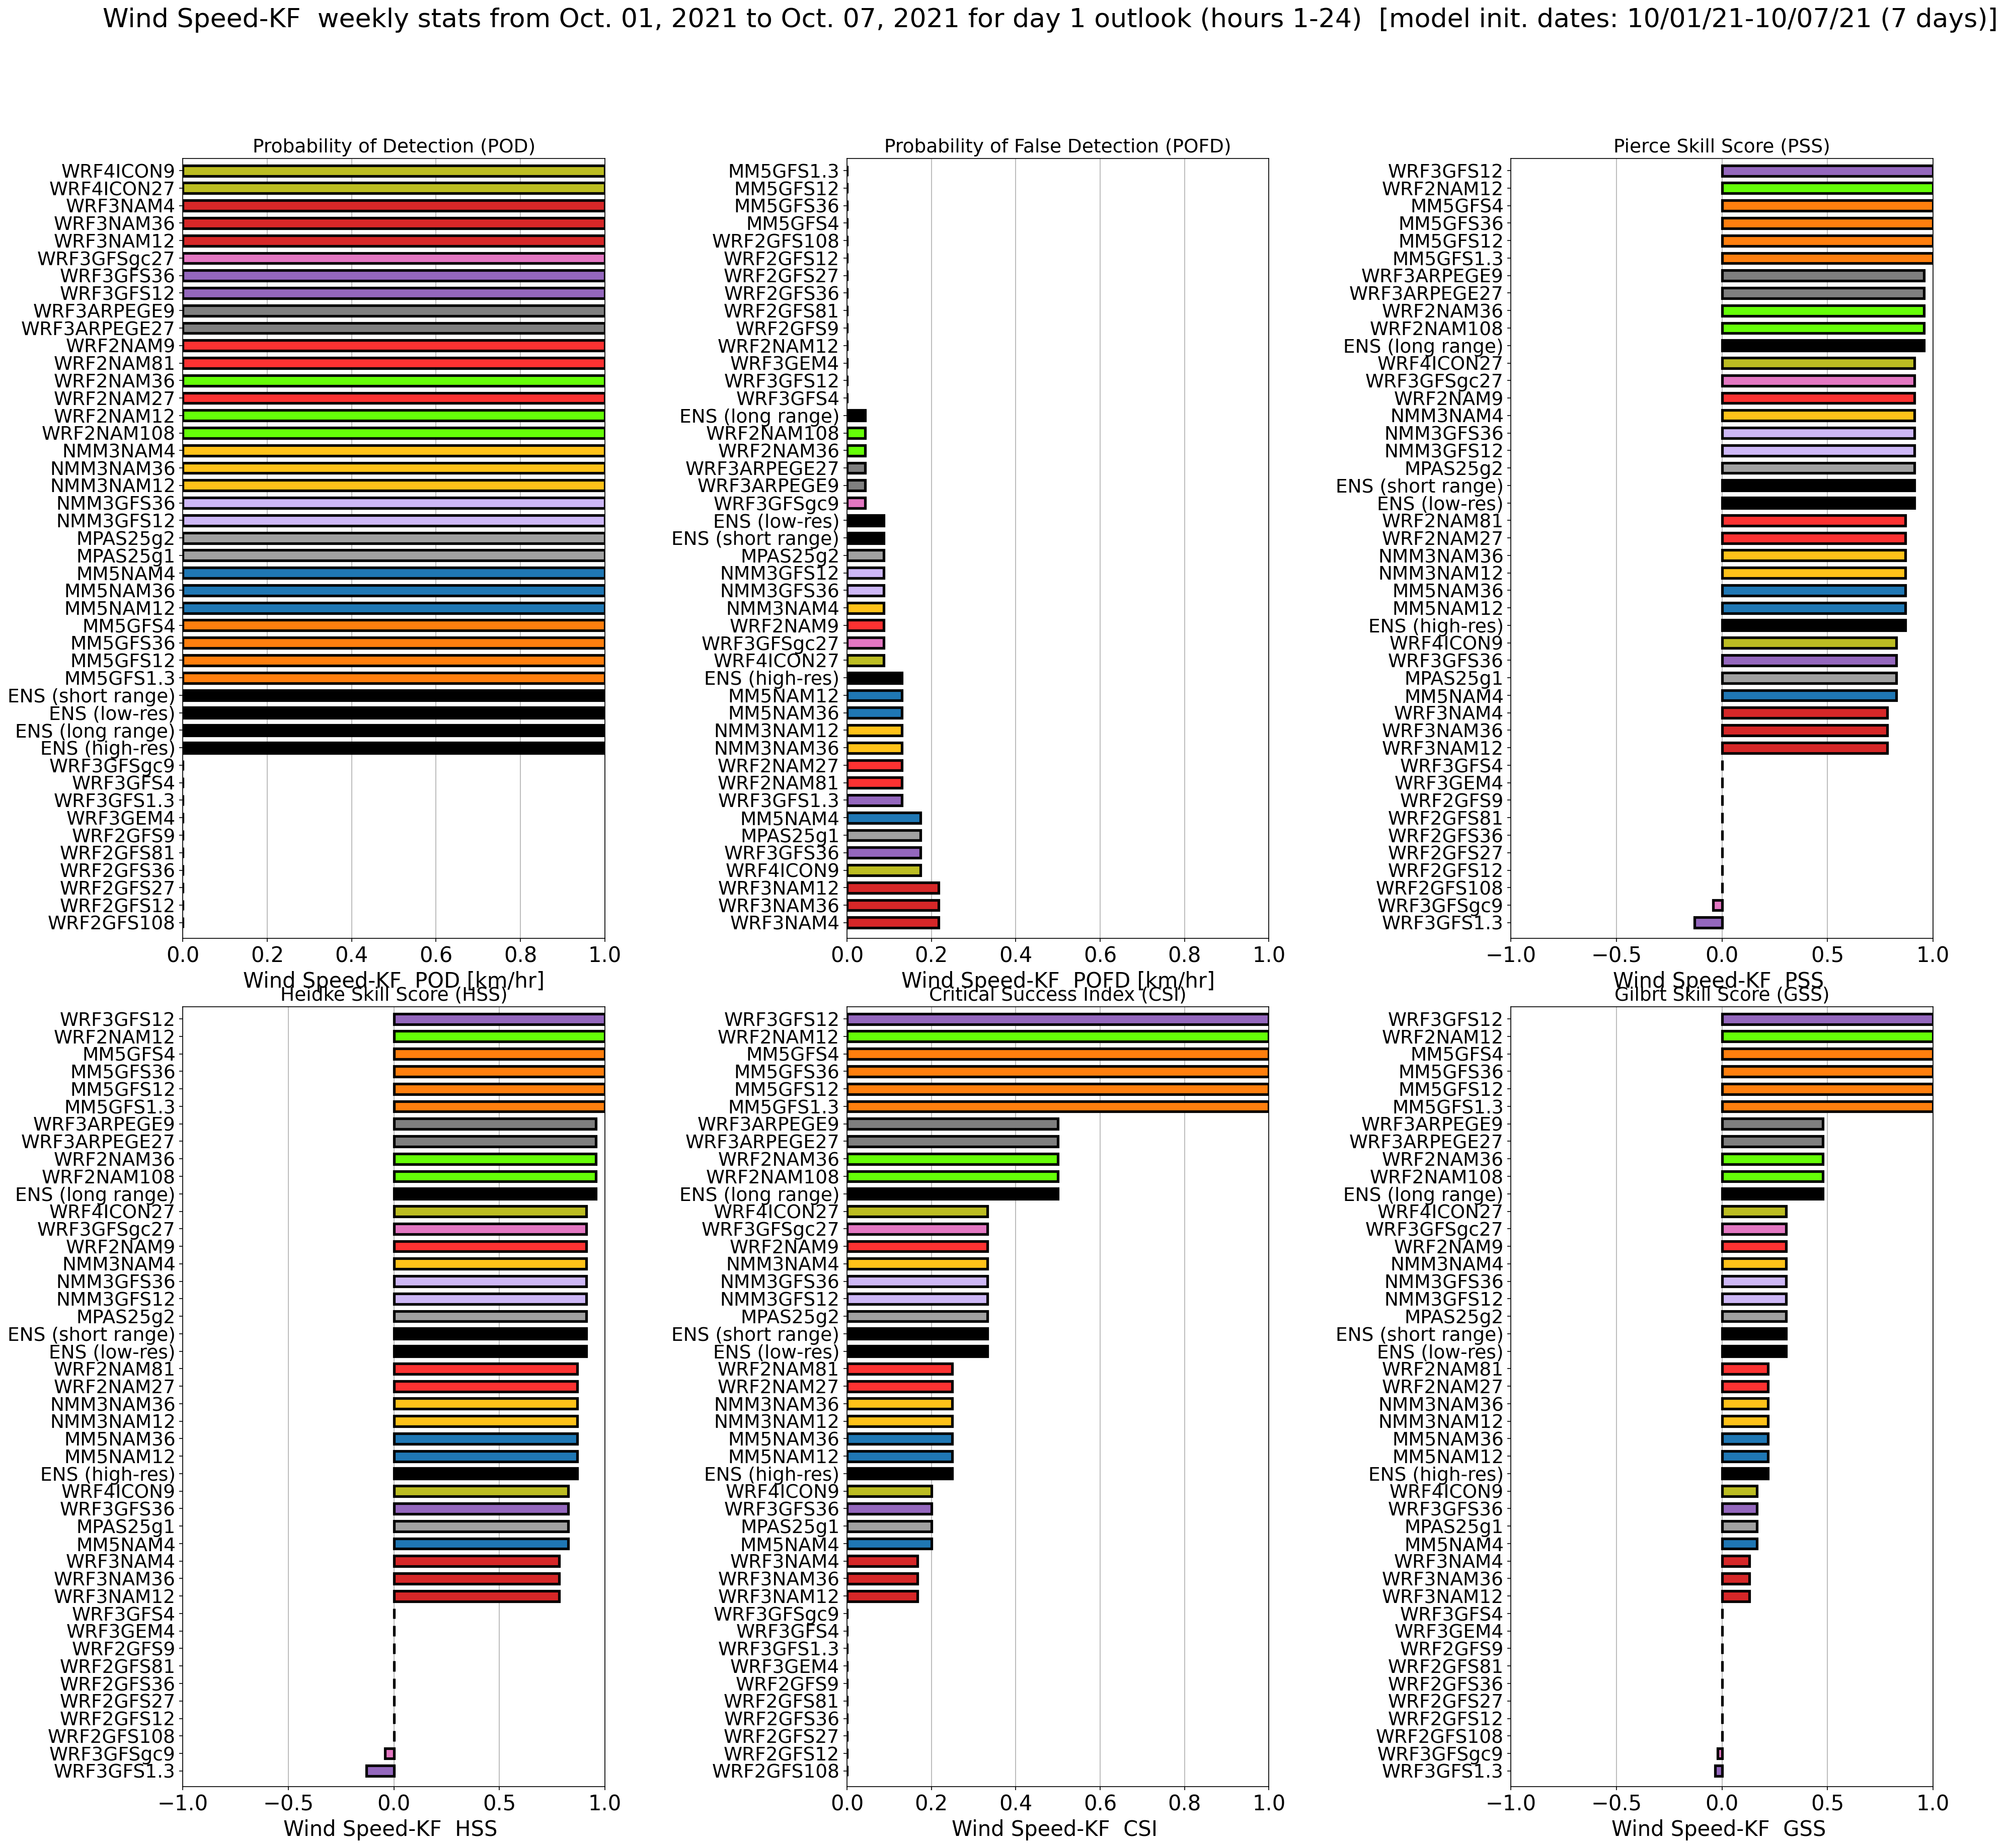 Wind Speed-KF  weekly stats from Oct. 01, 2021 to Oct. 07, 2021 for day 1 outlook (hours 1-24)  [model init. dates: 10/01/21-10/07/21 (7 days)]
Probability of Detection (POD)
WRF4ICON9
WRF4ICON27
WRF3NAM4
WRF3NAM36
WRF3NAM12
WRF3GFSgc27
WRF3GFS36
WRF3GFS12
WRF3ARPEGE9
WRF3ARPEGE27
WRF2NAM9
WRF2NAM81
WRF2NAM36
WRF2NAM27
WRF2NAM12
WRF2NAM108
NMM3NAM4
NMM3NAM36
NMM3NAM12
NMM3GFS36
NMM3GFS12
MPAS25g2
MPAS25g1
MM5NAM4
MM5NAM36
MM5NAM12
MM5GFS4
MM5GFS36
MM5GFS12
MM5GFS1.3
ENS (short range)
ENS (low-res)
ENS (long range)
ENS (high-res)
WRF3GFSgc9
WRF3GFS4
WRF3GFS1.3
WRF3GEM4
WRF2GFS9
WRF2GFS81
WRF2GFS36
WRF2GFS27
WRF2GFS12
WRF2GFS108
0.0 0.2 0.4 0.6 0.8 1.0
Wind Speed-KF  POD [km/hr]
Probability of False Detection (POFD)
MM5GFS1.3
MM5GFS12
MM5GFS36
MM5GFS4
WRF2GFS108
WRF2GFS12
WRF2GFS27
WRF2GFS36
WRF2GFS81
WRF2GFS9
WRF2NAM12
WRF3GEM4
WRF3GFS12
WRF3GFS4
ENS (long range)
WRF2NAM108
WRF2NAM36
WRF3ARPEGE27
WRF3ARPEGE9
WRF3GFSgc9
ENS (low-res)
ENS (short range)
MPAS25g2
NMM3GFS12
NMM3GFS36
NMM3NAM4
WRF2NAM9
WRF3GFSgc27
WRF4ICON27
ENS (high-res)
MM5NAM12
MM5NAM36
NMM3NAM12
NMM3NAM36
WRF2NAM27
WRF2NAM81
WRF3GFS1.3
MM5NAM4
MPAS25g1
WRF3GFS36
WRF4ICON9
WRF3NAM12
WRF3NAM36
WRF3NAM4
0.0 0.2 0.4 0.6 0.8 1.0
Wind Speed-KF  POFD [km/hr]
Pierce Skill Score (PSS)
WRF3GFS12
WRF2NAM12
MM5GFS4
MM5GFS36
MM5GFS12
MM5GFS1.3
WRF3ARPEGE9
WRF3ARPEGE27
WRF2NAM36
WRF2NAM108
ENS (long range)
WRF4ICON27
WRF3GFSgc27
WRF2NAM9
NMM3NAM4
NMM3GFS36
NMM3GFS12
MPAS25g2
ENS (short range)
ENS (low-res)
WRF2NAM81
WRF2NAM27
NMM3NAM36
NMM3NAM12
MM5NAM36
MM5NAM12
ENS (high-res)
WRF4ICON9
WRF3GFS36
MPAS25g1
MM5NAM4
WRF3NAM4
WRF3NAM36
WRF3NAM12
WRF3GFS4
WRF3GEM4
WRF2GFS9
WRF2GFS81
WRF2GFS36
WRF2GFS27
WRF2GFS12
WRF2GFS108
WRF3GFSgc9
WRF3GFS1.3
−1.0 −0.5 0.0 0.5 1.0
Wind Speed-KF  PSS
Heidke Skill Score (HSS)
WRF3GFS12
WRF2NAM12
MM5GFS4
MM5GFS36
MM5GFS12
MM5GFS1.3
WRF3ARPEGE9
WRF3ARPEGE27
WRF2NAM36
WRF2NAM108
ENS (long range)
WRF4ICON27
WRF3GFSgc27
WRF2NAM9
NMM3NAM4
NMM3GFS36
NMM3GFS12
MPAS25g2
ENS (short range)
ENS (low-res)
WRF2NAM81
WRF2NAM27
NMM3NAM36
NMM3NAM12
MM5NAM36
MM5NAM12
ENS (high-res)
WRF4ICON9
WRF3GFS36
MPAS25g1
MM5NAM4
WRF3NAM4
WRF3NAM36
WRF3NAM12
WRF3GFS4
WRF3GEM4
WRF2GFS9
WRF2GFS81
WRF2GFS36
WRF2GFS27
WRF2GFS12
WRF2GFS108
WRF3GFSgc9
WRF3GFS1.3
−1.0 −0.5 0.0 0.5 1.0
Wind Speed-KF  HSS
Critical Success Index (CSI)
WRF3GFS12
WRF2NAM12
MM5GFS4
MM5GFS36
MM5GFS12
MM5GFS1.3
WRF3ARPEGE9
WRF3ARPEGE27
WRF2NAM36
WRF2NAM108
ENS (long range)
WRF4ICON27
WRF3GFSgc27
WRF2NAM9
NMM3NAM4
NMM3GFS36
NMM3GFS12
MPAS25g2
ENS (short range)
ENS (low-res)
WRF2NAM81
WRF2NAM27
NMM3NAM36
NMM3NAM12
MM5NAM36
MM5NAM12
ENS (high-res)
WRF4ICON9
WRF3GFS36
MPAS25g1
MM5NAM4
WRF3NAM4
WRF3NAM36
WRF3NAM12
WRF3GFSgc9
WRF3GFS4
WRF3GFS1.3
WRF3GEM4
WRF2GFS9
WRF2GFS81
WRF2GFS36
WRF2GFS27
WRF2GFS12
WRF2GFS108
0.0 0.2 0.4 0.6 0.8 1.0
Wind Speed-KF  CSI
Gilbrt Skill Score (GSS)
WRF3GFS12
WRF2NAM12
MM5GFS4
MM5GFS36
MM5GFS12
MM5GFS1.3
WRF3ARPEGE9
WRF3ARPEGE27
WRF2NAM36
WRF2NAM108
ENS (long range)
WRF4ICON27
WRF3GFSgc27
WRF2NAM9
NMM3NAM4
NMM3GFS36
NMM3GFS12
MPAS25g2
ENS (short range)
ENS (low-res)
WRF2NAM81
WRF2NAM27
NMM3NAM36
NMM3NAM12
MM5NAM36
MM5NAM12
ENS (high-res)
WRF4ICON9
WRF3GFS36
MPAS25g1
MM5NAM4
WRF3NAM4
WRF3NAM36
WRF3NAM12
WRF3GFS4
WRF3GEM4
WRF2GFS9
WRF2GFS81
WRF2GFS36
WRF2GFS27
WRF2GFS12
WRF2GFS108
WRF3GFSgc9
WRF3GFS1.3
−1.0 −0.5 0.0 0.5 1.0
Wind Speed-KF  GSS